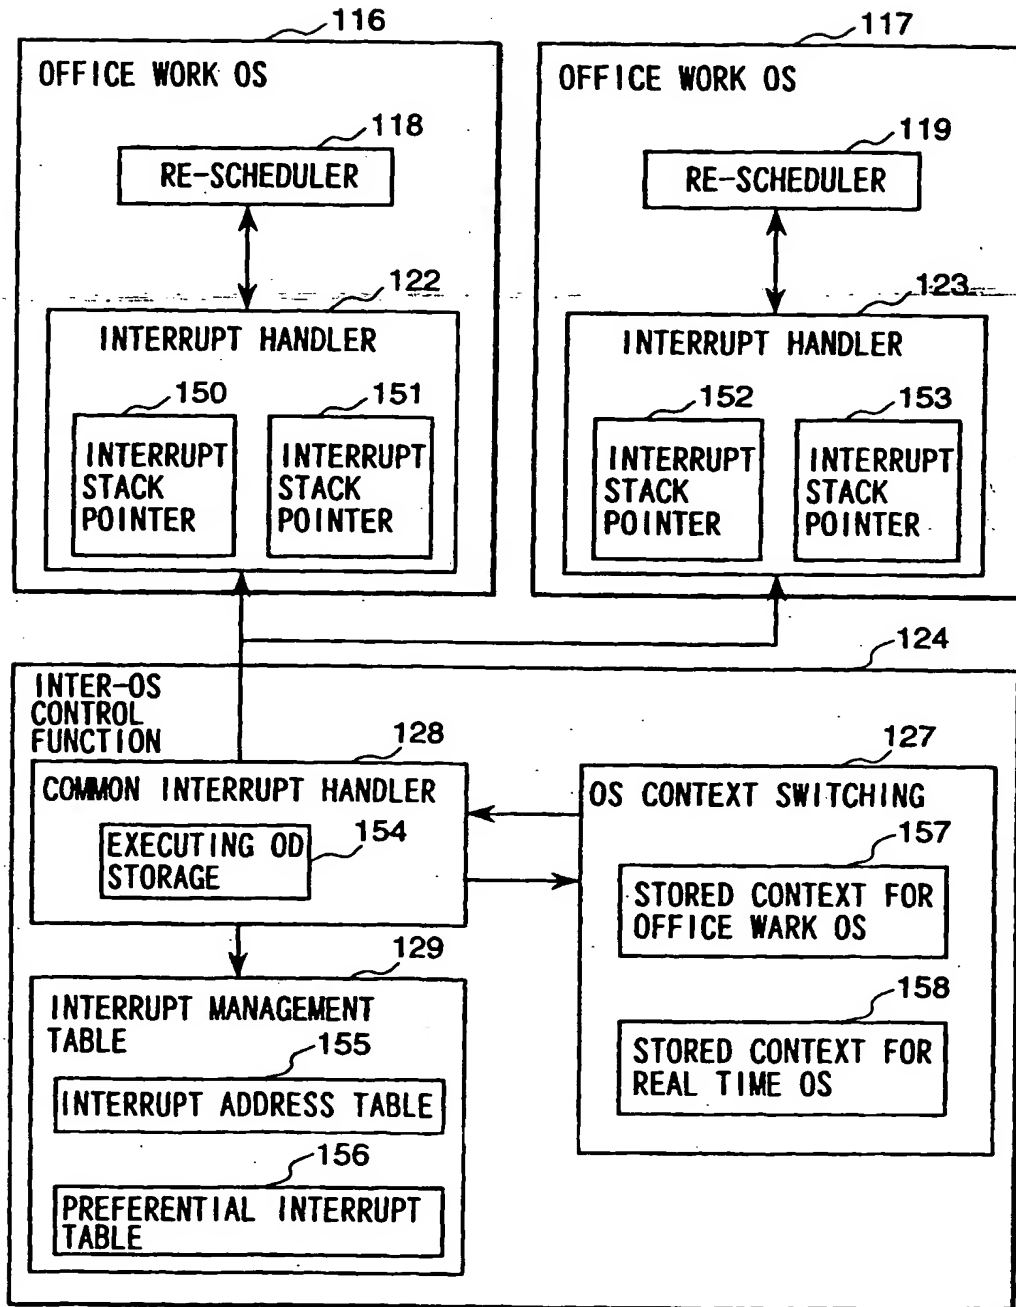 116
OFFICE WORK OS
118
RE-SCHEDULER
122
INTERRUPT HANDLER
150
INTERRUPT
STACK
POINTER
151
INTERRUPT
STACK
POINTER
117
OFFICE WORK OS
119
RE-SCHEDULER
123
INTERRUPT HANDLER
152
INTERRUPT
STACK
POINTER
153
INTERRUPT
STACK
POINTER
124
INTER-OS
CONTROL
FUNCTION
128
COMMON INTERRUPT HANDLER
154
EXECUTING OD
STORAGE
129
INTERRUPT MANAGEMENT
TABLE
155
INTERRUPT ADDRESS TABLE
156
PREFERENTIAL INTERRUPT
TABLE
127
OS CONTEXT SWITCHING
157
STORED CONTEXT FOR
OFFICE WARK OS
158
STORED CONTEXT FOR
REAL TIME OS